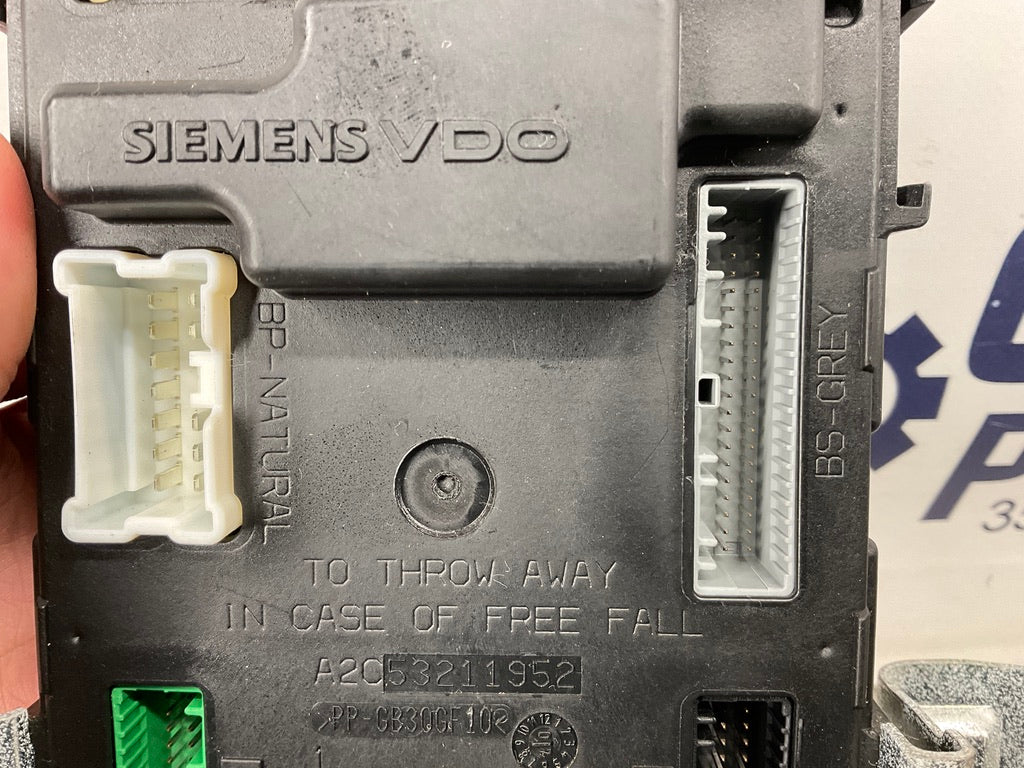 SIEMENS VDO
BP-NATURAL
BS-GREY
TO THROW AWAY
IN CASE OF FREE FALL
A2C53211952
PP-GB30GF10